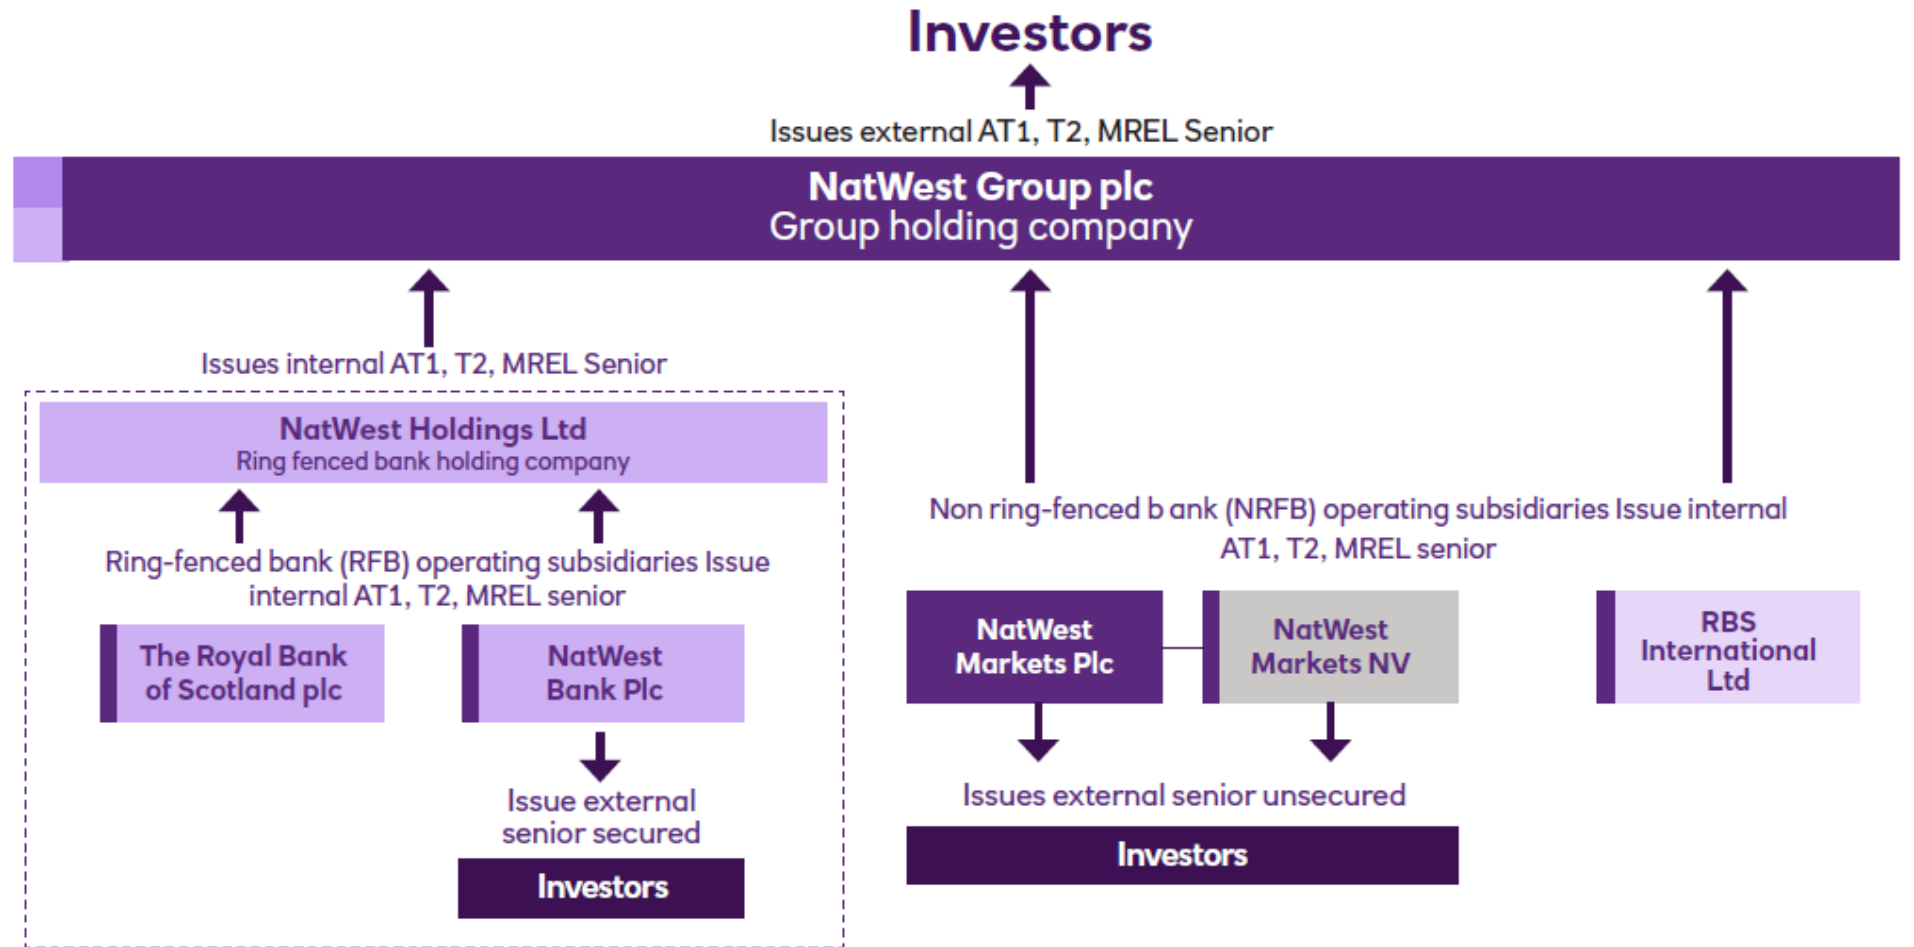 Investors
Issues external AT1, T2, MREL Senior
NatWest Group plc
Group holding company
Issues internal AT1, T2, MREL Senior
NatWest Holdings Ltd
Ring fenced bank holding company
Ring-fenced bank (RFB) operating subsidiaries Issue
internal AT1, T2, MREL senior
The Royal Bank
of Scotland plc
NatWest
Bank Plc
Issue external
senior secured
Investors
Non ring-fenced b ank (NRFB) operating subsidiaries Issue internal
AT1, T2, MREL senior
NatWest
Markets Plc
NatWest
Markets NV
RBS
International
Ltd
Issues external senior unsecured
Investors